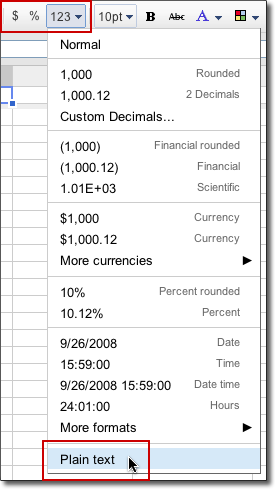 $ % 123 10pt B Abc A
Normal
1,000 Rounded
1,000.12 2 Decimals
Custom Decimals...
(1,000) Financial rounded
(1,000.12) Financial
1.01E+03 Scientific
$1,000 Currency
$1,000.12 Currency
More currencies
10% Percent rounded
10.12% Percent
9/26/2008 Date
15:59:00 Time
9/26/2008 15:59:00 Date time
24:01:00 Hours
More formats
Plain text